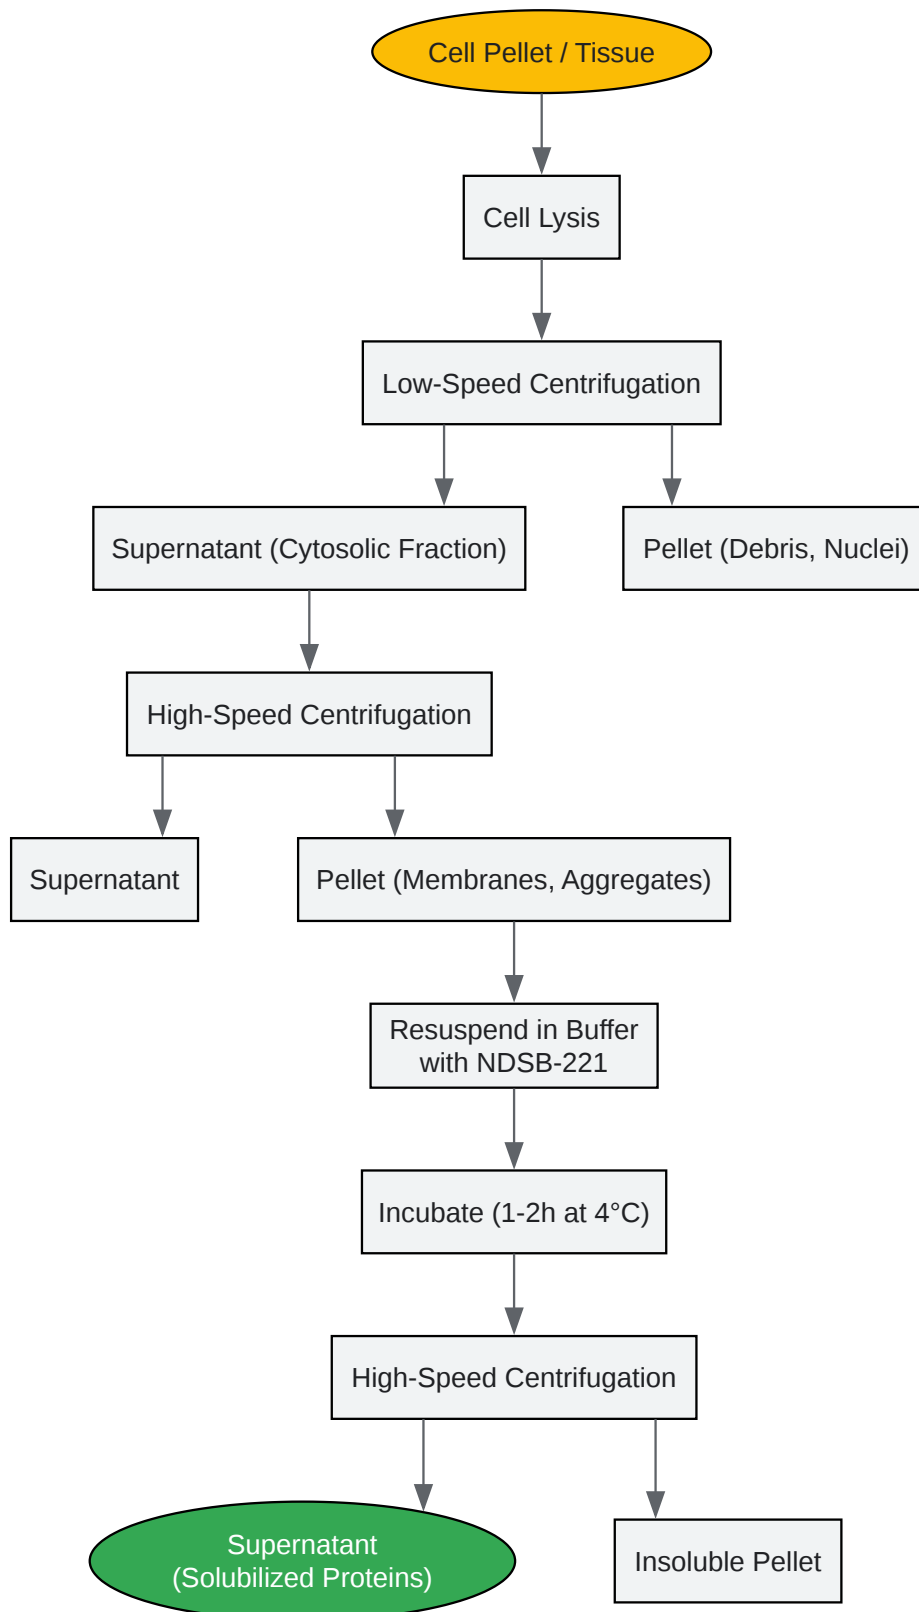 Cell Pellet / Tissue
Cell Lysis
Low-Speed Centrifugation
Supernatant (Cytosolic Fraction)
Pellet (Debris, Nuclei)
High-Speed Centrifugation
Supernatant
Pellet (Membranes, Aggregates)
Resuspend in Buffer
with NDSB-221
Incubate (1-2h at 4°C)
High-Speed Centrifugation
Supernatant
(Solubilized Proteins)
Insoluble Pellet